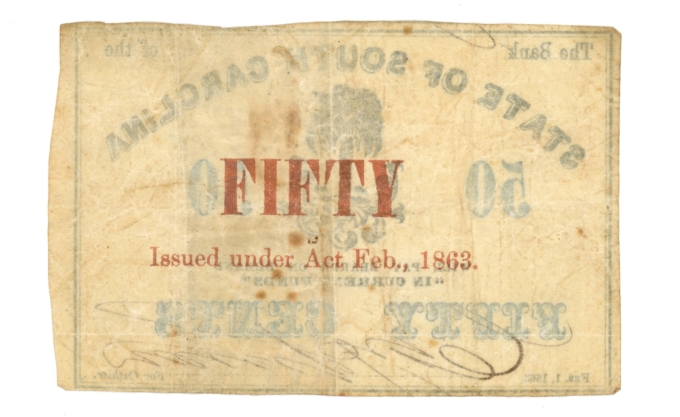 The Bank of the
STATE OF SOUTH CAROLINA
50 FIFTY 50
Issued under Act Feb., 1863.
"IN CURRENT FUNDS"
FIFTY CENTS